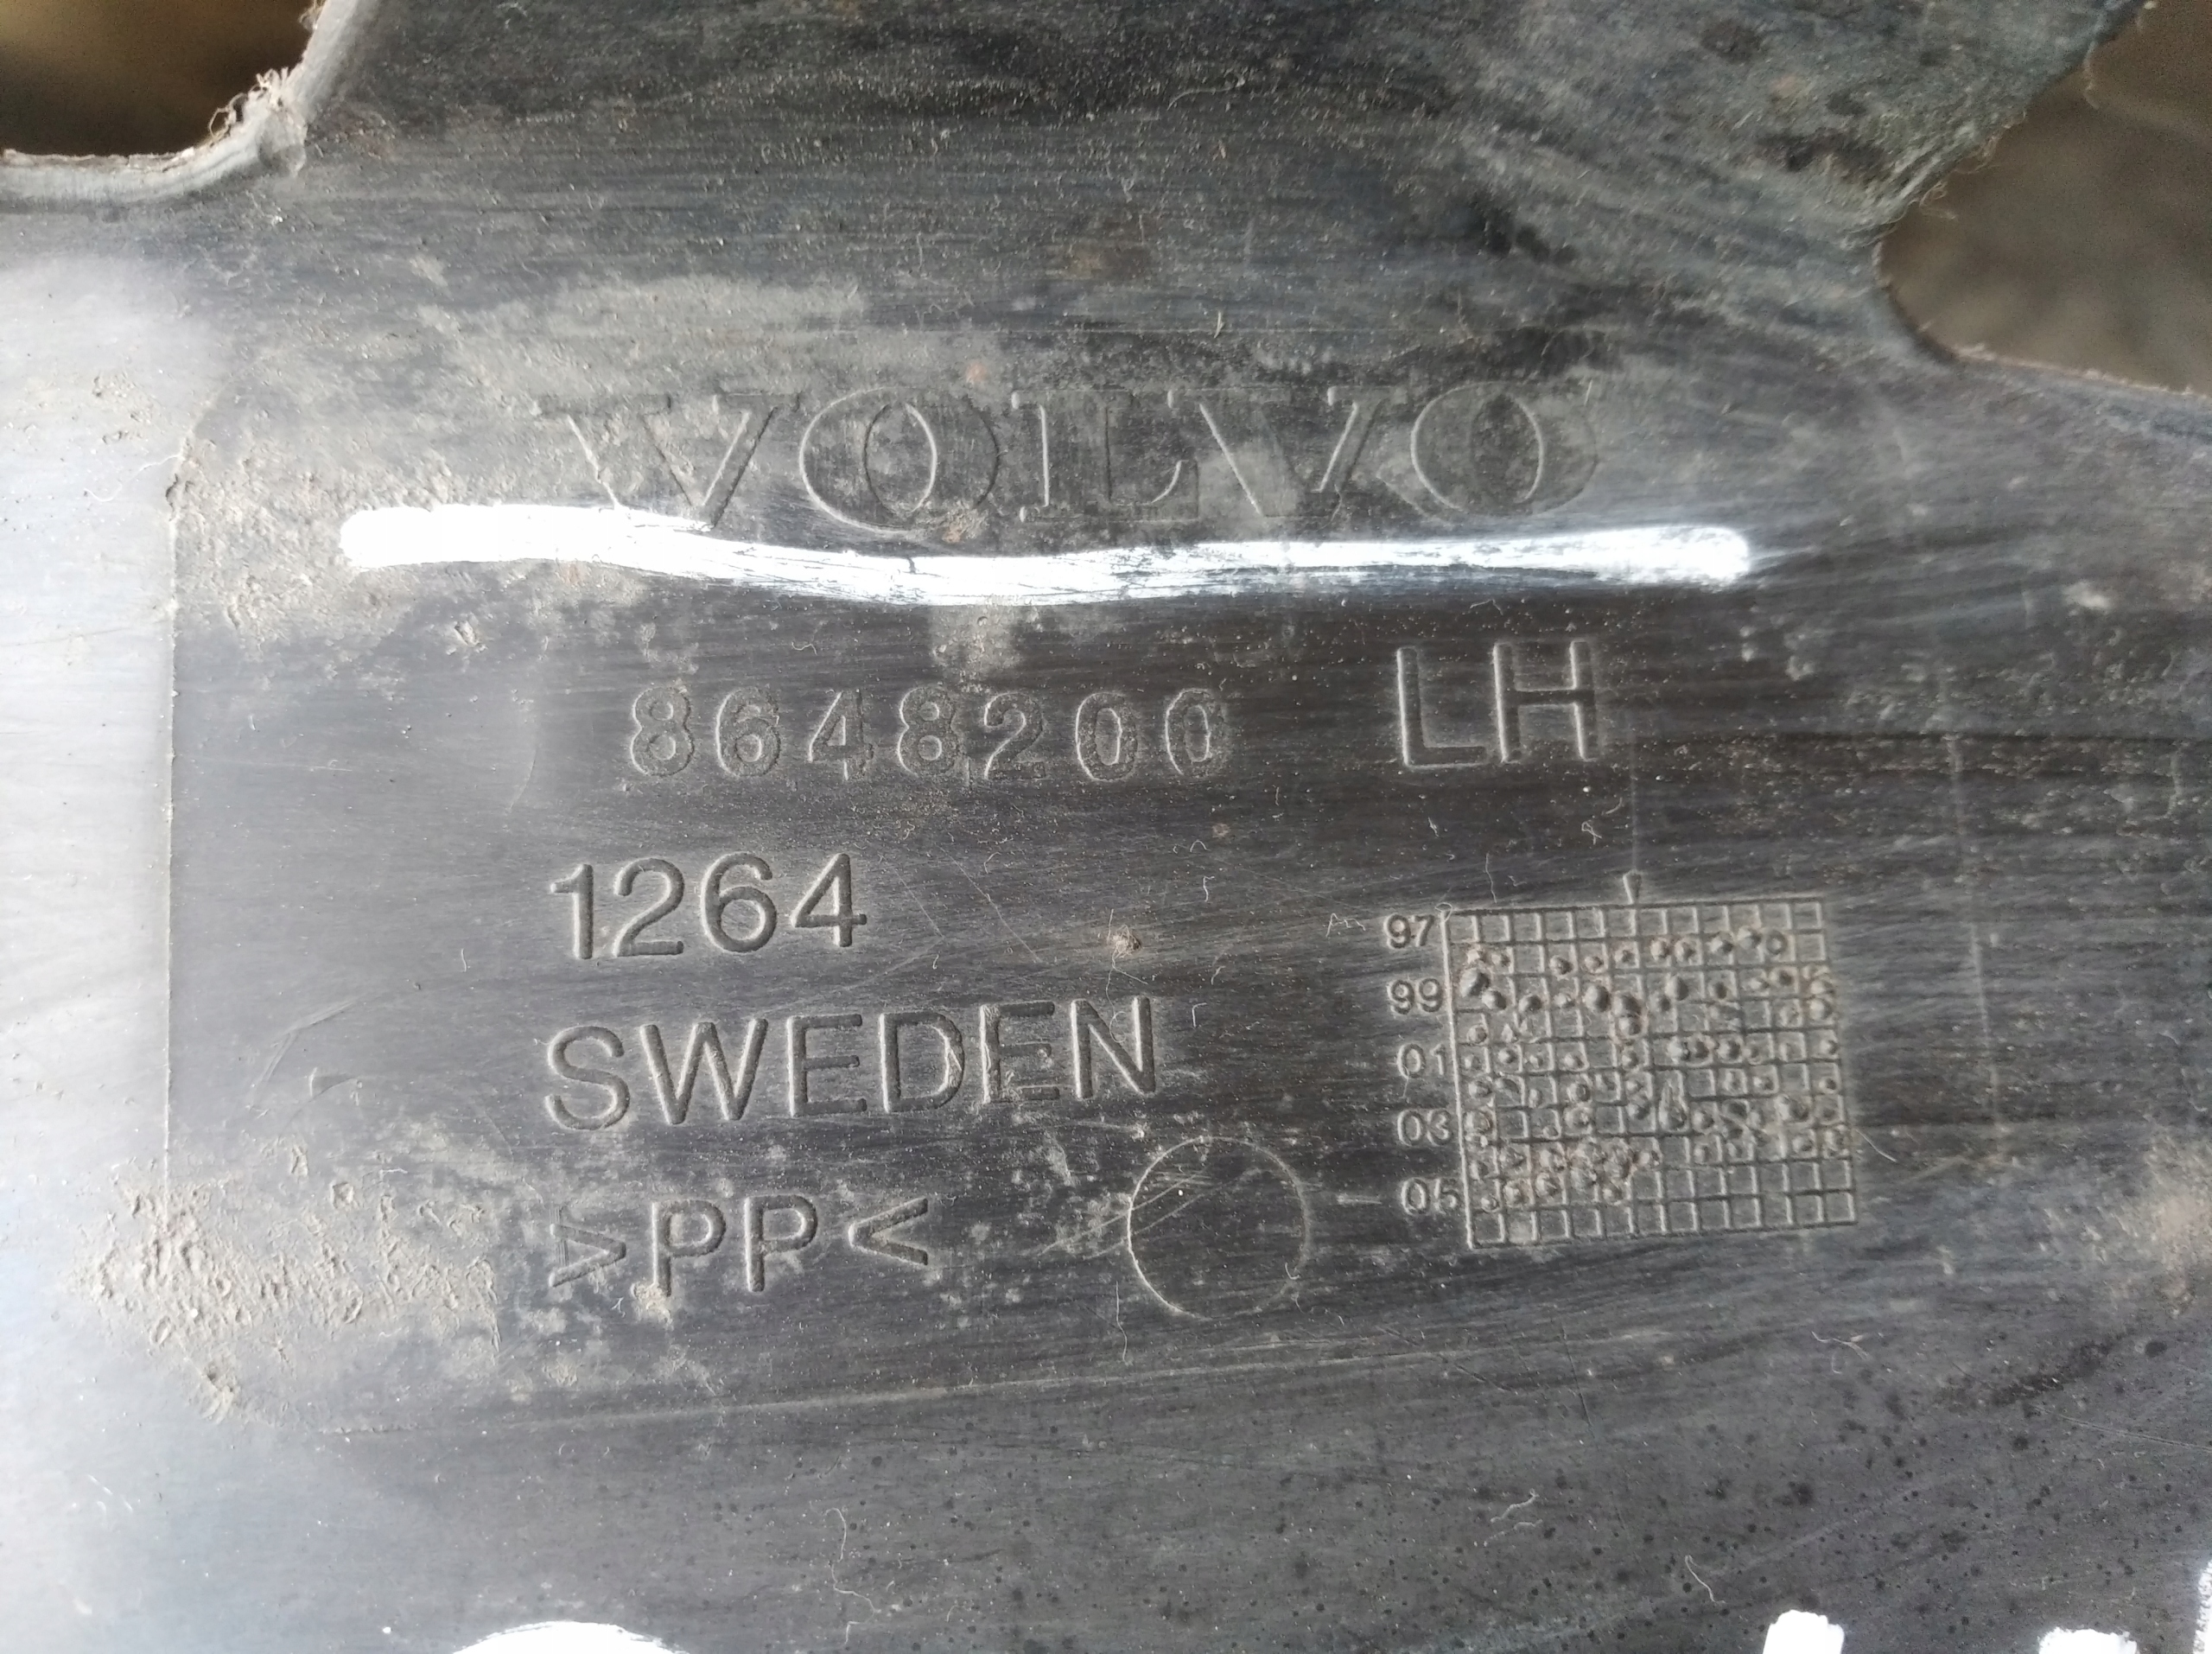 VOLVO
8648200 LH
1264
SWEDEN
>PP<
97
99
01
03
05